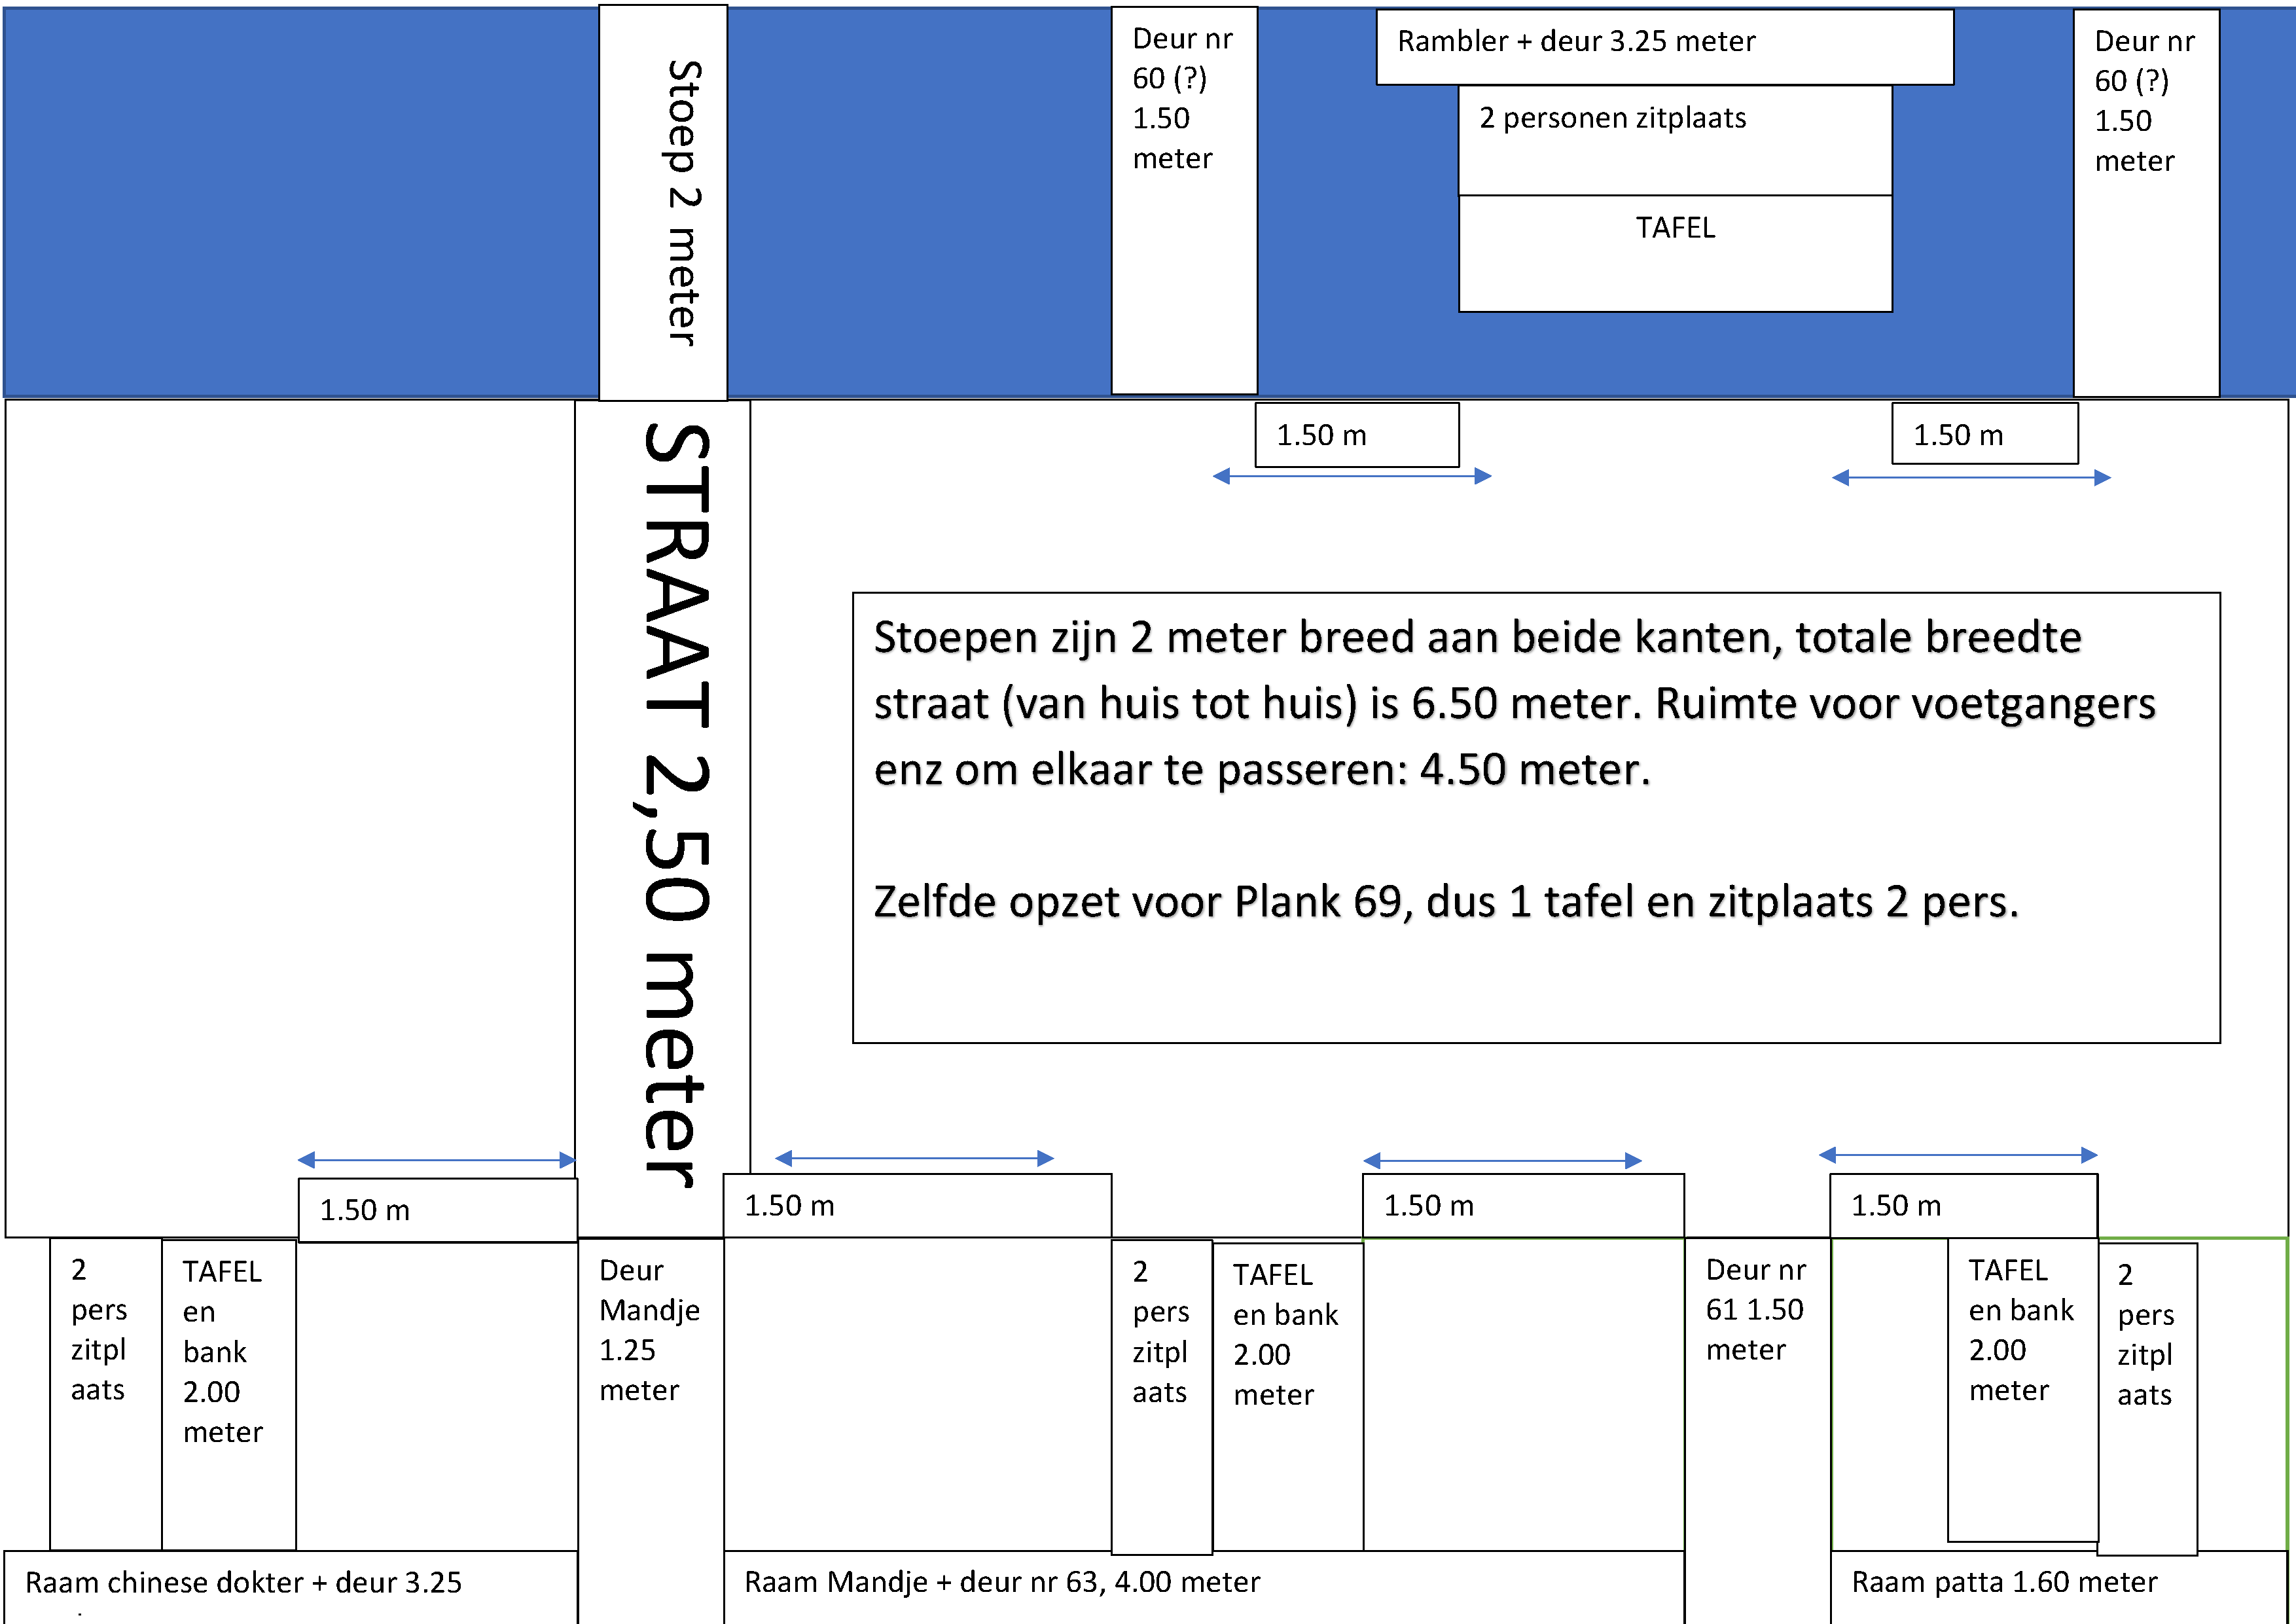 Stoep 2 meter
Deur nr
60 (?)
1.50
meter
Rambler + deur 3.25 meter
2 personen zitplaats
TAFEL
Deur nr
60 (?)
1.50
meter
STRAAT 2,50 meter
1.50 m
1.50 m
Stoepen zijn 2 meter breed aan beide kanten, totale breedte
straat (van huis tot huis) is 6.50 meter. Ruimte voor voetgangers
enz om elkaar te passeren: 4.50 meter.
Zelfde opzet voor Plank 69, dus 1 tafel en zitplaats 2 pers.
1.50 m
1.50 m
1.50 m
1.50 m
2
pers
zitpl
aats
TAFEL
en
bank
2.00
meter
Deur
Mandje
1.25
meter
2
pers
zitpl
aats
TAFEL
en bank
2.00
meter
Deur nr
61 1.50
meter
TAFEL
en bank
2.00
meter
2
pers
zitpl
aats
Raam chinese dokter + deur 3.25
Raam Mandje + deur nr 63, 4.00 meter
Raam patta 1.60 meter